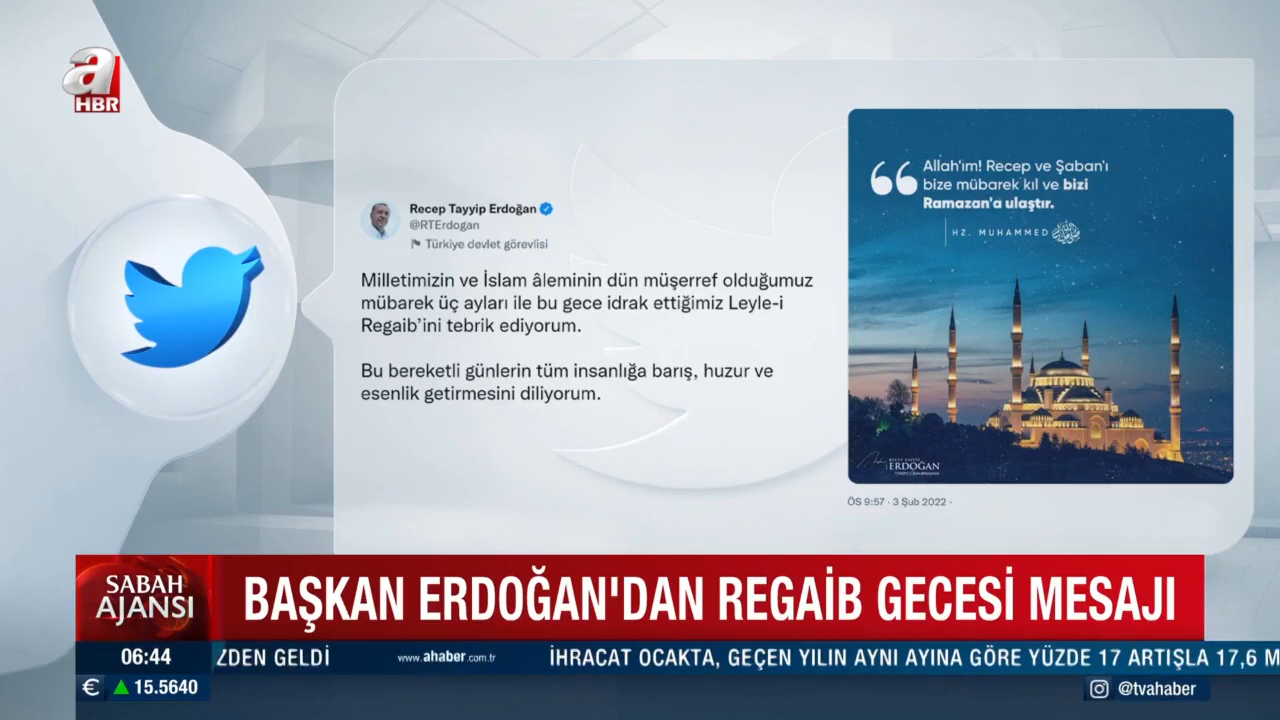 a
HBR
Recep Tayyip Erdoğan
@RTErdogan
Türkiye devlet görevlisi
Milletimizin ve İslam âleminin dün müşerref olduğumuz
mübarek üç ayları ile bu gece idrak ettiğimiz Leyle-i
Regaib'ini tebrik ediyorum.
Bu bereketli günlerin tüm insanlığa barış, huzur ve
esenlik getirmesini diliyorum.
Allah'ım! Recep ve Şaban'ı
bize mübarek kıl ve bizi
Ramazan'a ulaştır.
HZ. MUHAMMED
RECEP TAYYİP
ERDOĞAN
ÖS 9:57 · 3 Şub 2022 ·
SABAH
AJANSI
BAŞKAN ERDOĞAN'DAN REGAİB GECESİ MESAJI
06:44
ZDEN GELDİ
www.ahaber.com.tr
İHRACAT OCAKTA, GEÇEN YILIN AYNI AYINA GÖRE YÜZDE 17 ARTIŞLA 17,6 M
€ ▲ 15.5640
@tvahaber